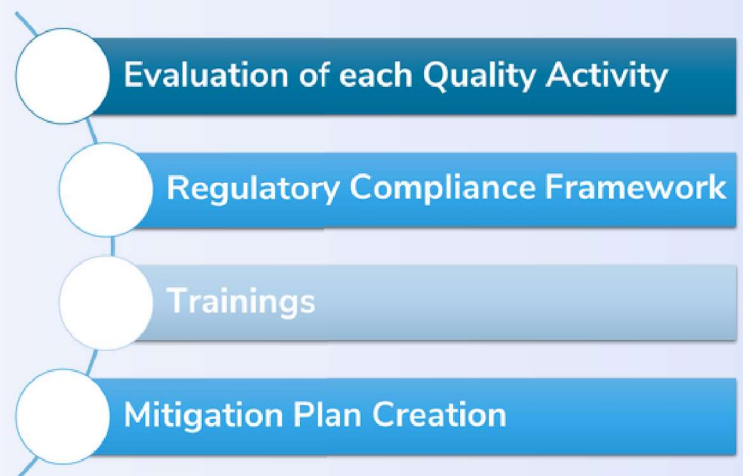 Evaluation of each Quality Activity
Regulatory Compliance Framework
Trainings
Mitigation Plan Creation